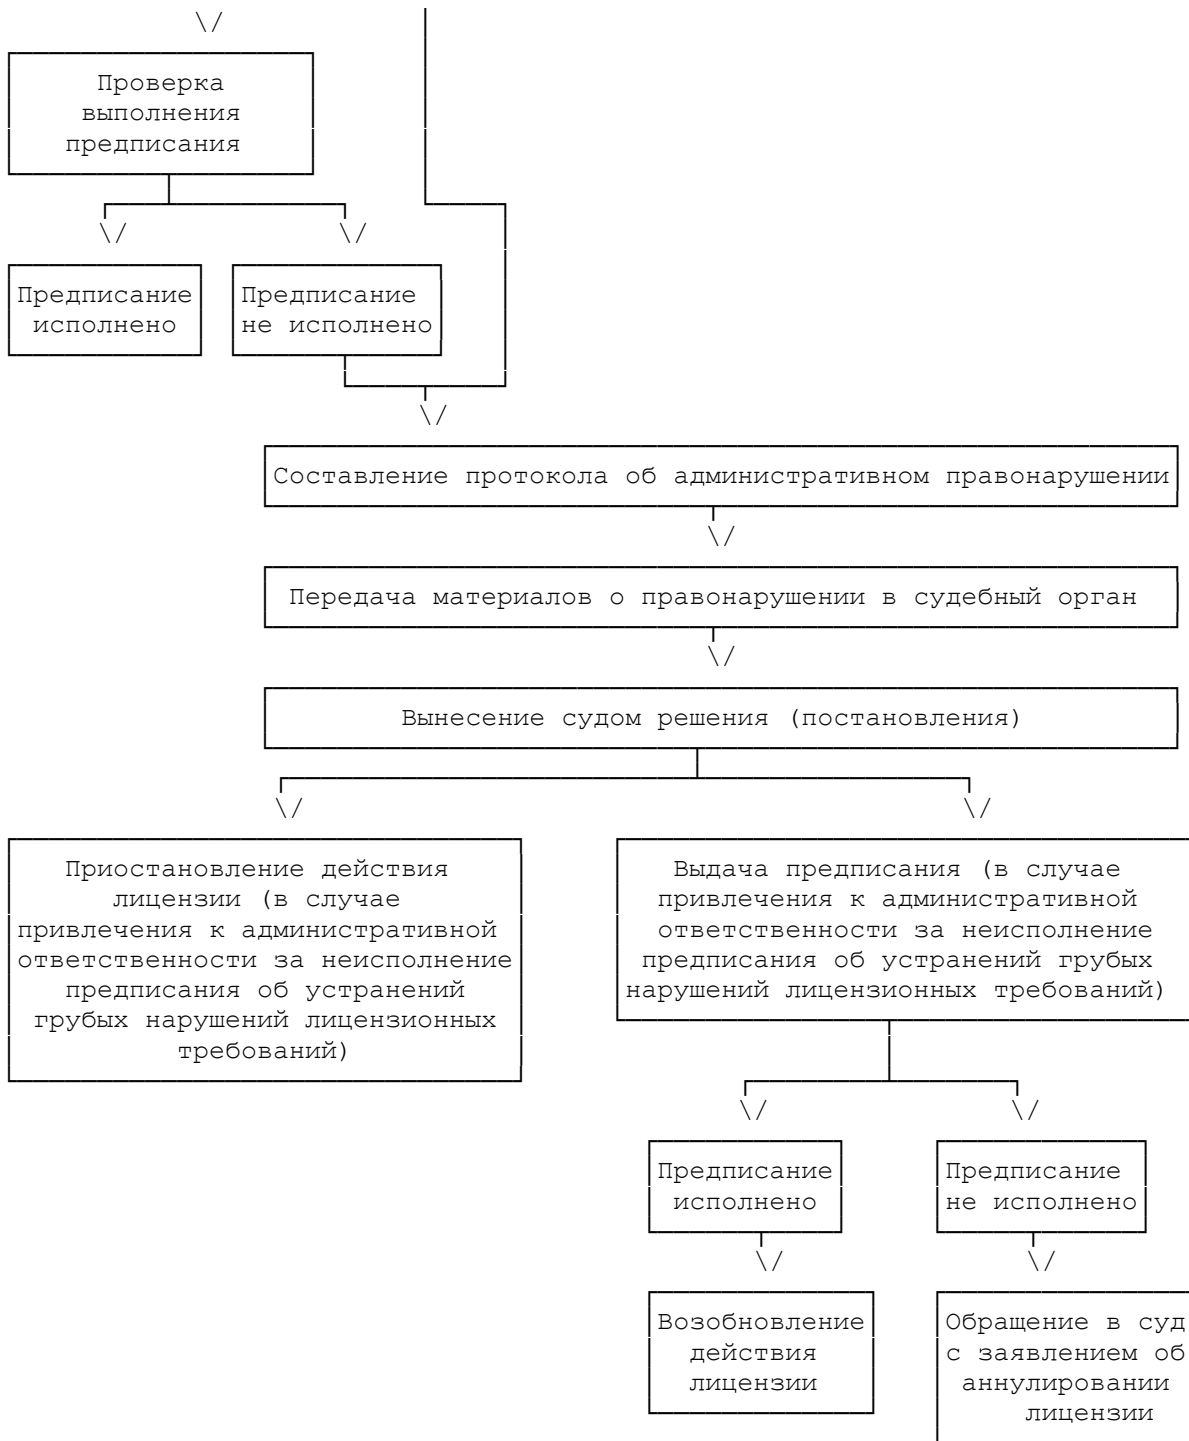 Проверка
выполнения
предписания
Предписание
исполнено
Предписание
не исполнено
Составление протокола об административном правонарушении
Передача материалов о правонарушении в судебный орган
Вынесение судом решения (постановления)
Приостановление действия
лицензии (в случае
привлечения к административной
ответственности за неисполнение
предписания об устранений
грубых нарушений лицензионных
требований)
Выдача предписания (в случае
привлечения к административной
ответственности за неисполнение
предписания об устранений грубых
нарушений лицензионных требований)
Предписание
исполнено
Предписание
не исполнено
Возобновление
действия
лицензии
Обращение в суд
с заявлением об
аннулировании
лицензии